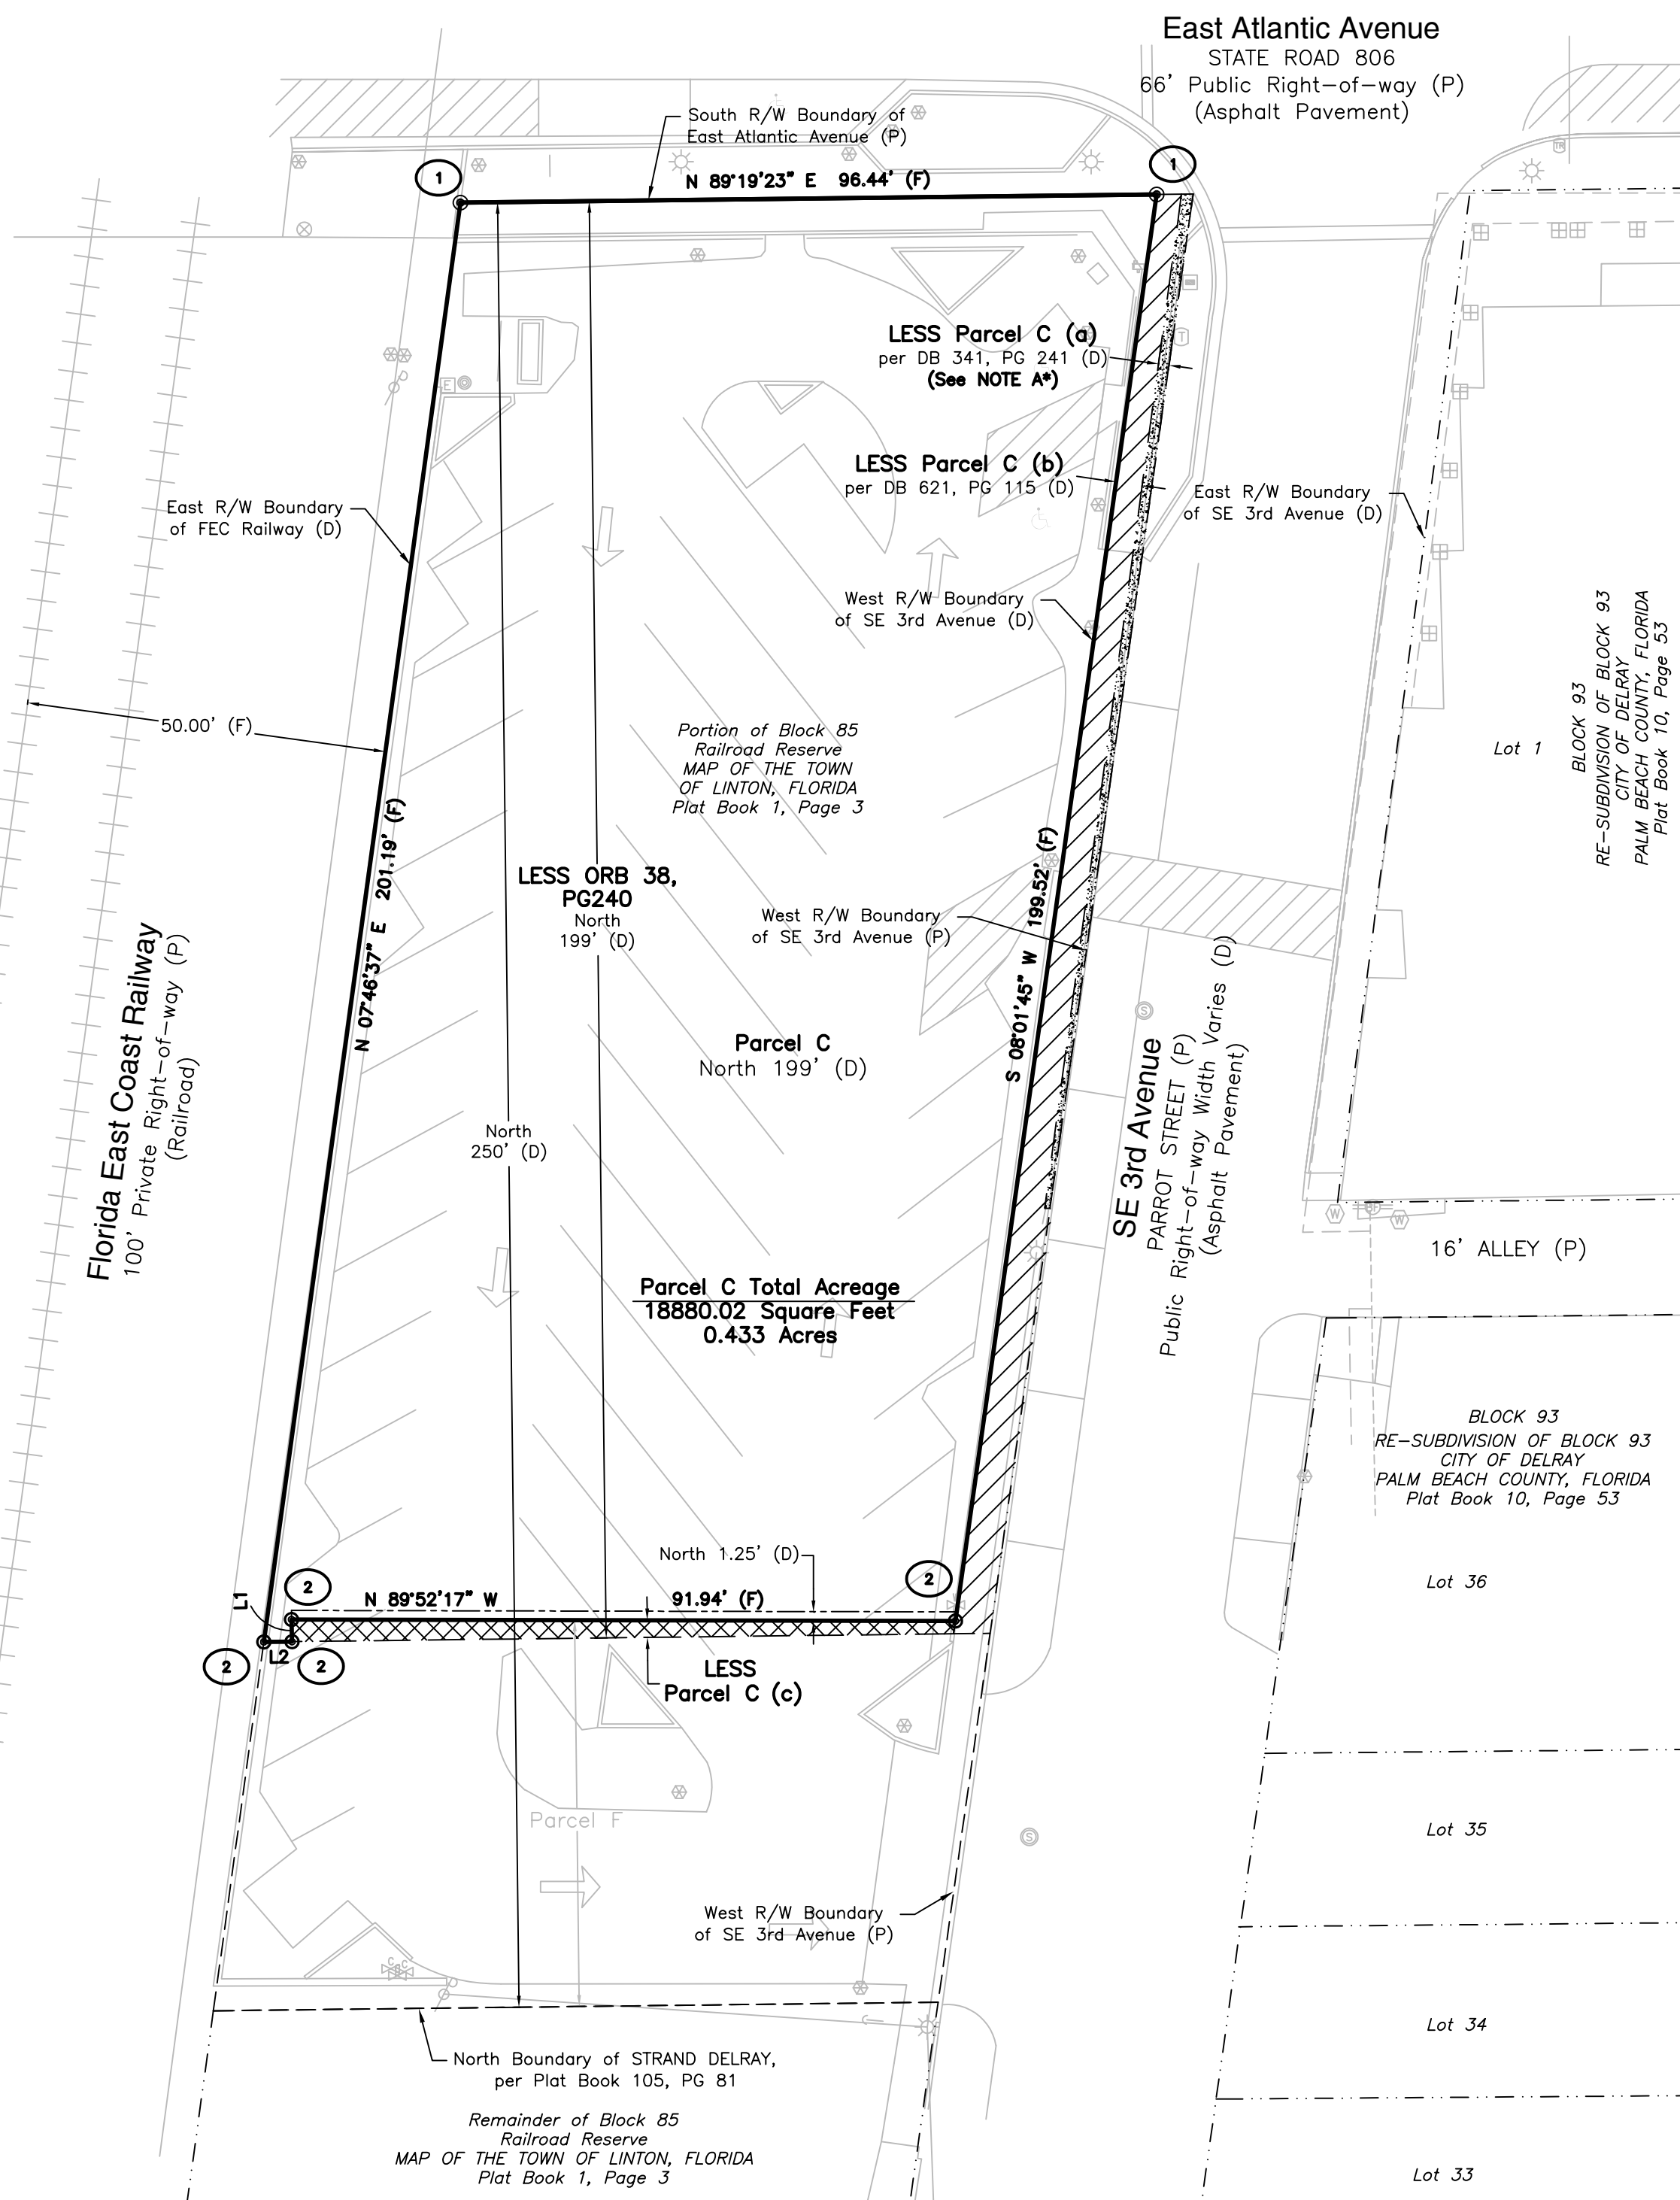 East Atlantic Avenue
STATE ROAD 806
66' Public Right-of-way (P)
(Asphalt Pavement)
South R/W Boundary of
East Atlantic Avenue (P)
1
1
N 89°19'23" E 96.44' (F)
TR
LESS Parcel C (a)
per DB 341, PG 241 (D)
(See NOTE A*)
T
E
LESS Parcel C (b)
per DB 621, PG 115 (D)
East R/W Boundary
of SE 3rd Avenue (D)
East R/W Boundary
of FEC Railway (D)
West R/W Boundary
of SE 3rd Avenue (D)
50.00' (F)
Portion of Block 85
Railroad Reserve
MAP OF THE TOWN
OF LINTON, FLORIDA
Plat Book 1, Page 3
Lot 1
BLOCK 93
RE-SUBDIVISION OF BLOCK 93
CITY OF DELRAY
PALM BEACH COUNTY, FLORIDA
Plat Book 10, Page 53
N 07°46'37" E 201.19' (F)
LESS ORB 38,
PG240
North
199' (D)
West R/W Boundary
of SE 3rd Avenue (P)
S 08°01'45" W 199.52' (F)
Florida East Coast Railway
100' Private Right-of-way (P)
(Railroad)
Parcel C
North 199' (D)
S
SE 3rd Avenue
PARROT STREET (P)
Public Right-of-way Width Varies (D)
(Asphalt Pavement)
North
250' (D)
W
W
16' ALLEY (P)
Parcel C Total Acreage
18880.02 Square Feet
0.433 Acres
BLOCK 93
RE-SUBDIVISION OF BLOCK 93
CITY OF DELRAY
PALM BEACH COUNTY, FLORIDA
Plat Book 10, Page 53
North 1.25' (D)
Lot 36
L1
2
N 89°52'17" W 91.94' (F)
2
2
L2
2
LESS
Parcel C (c)
Parcel F
S
Lot 35
West R/W Boundary
of SE 3rd Avenue (P)
C
C
Lot 34
North Boundary of STRAND DELRAY,
per Plat Book 105, PG 81
Remainder of Block 85
Railroad Reserve
MAP OF THE TOWN OF LINTON, FLORIDA
Plat Book 1, Page 3
Lot 33